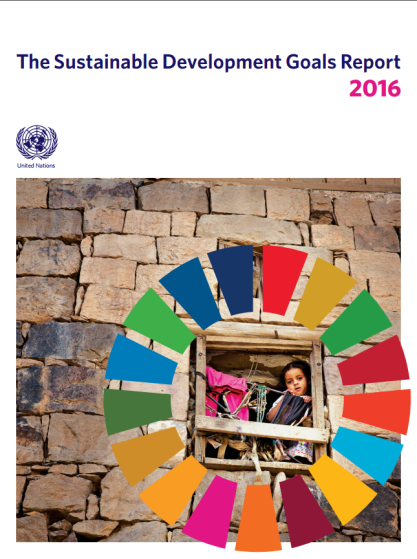 The Sustainable Development Goals Report
2016
United Nations